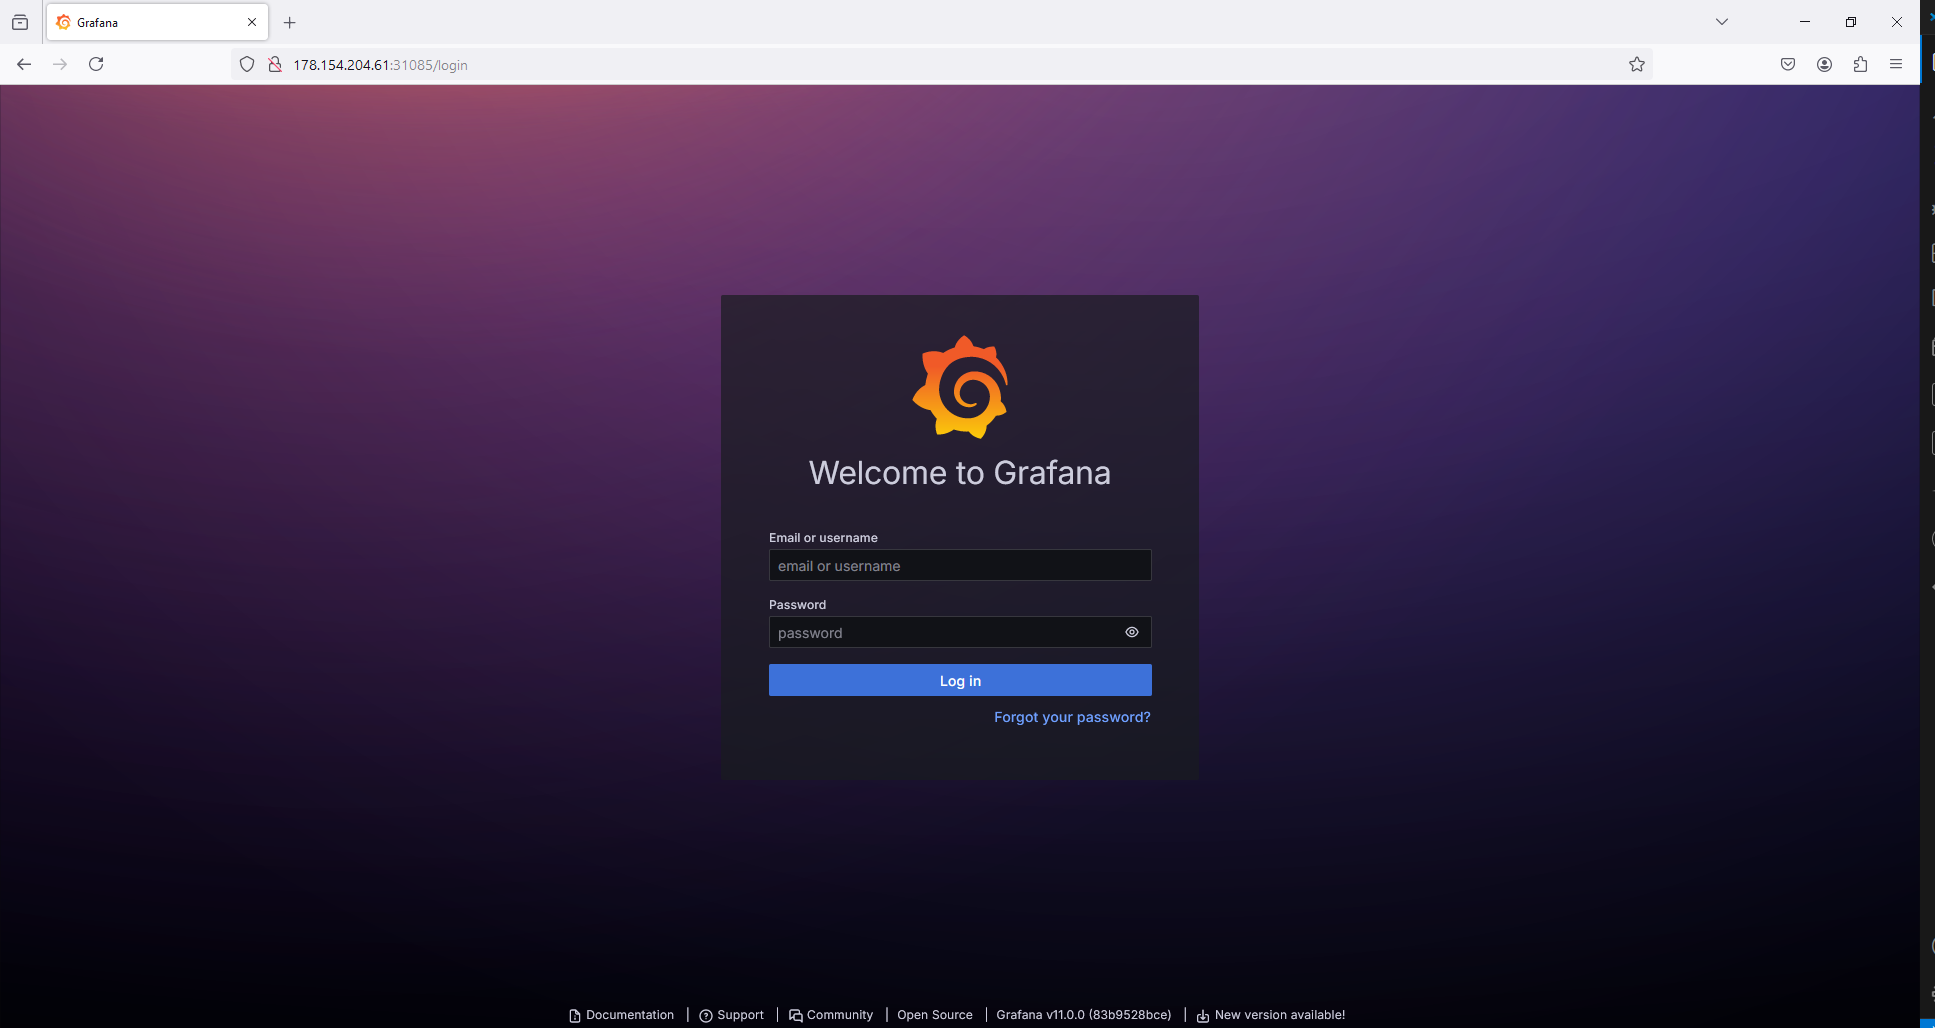 Grafana
178.154.204.61:31085/login
Welcome to Grafana
Email or username
email or username
Password
password
Log in
Forgot your password?
Documentation | Support | Community | Open Source | Grafana v11.0.0 (83b9528bce) | New version available!